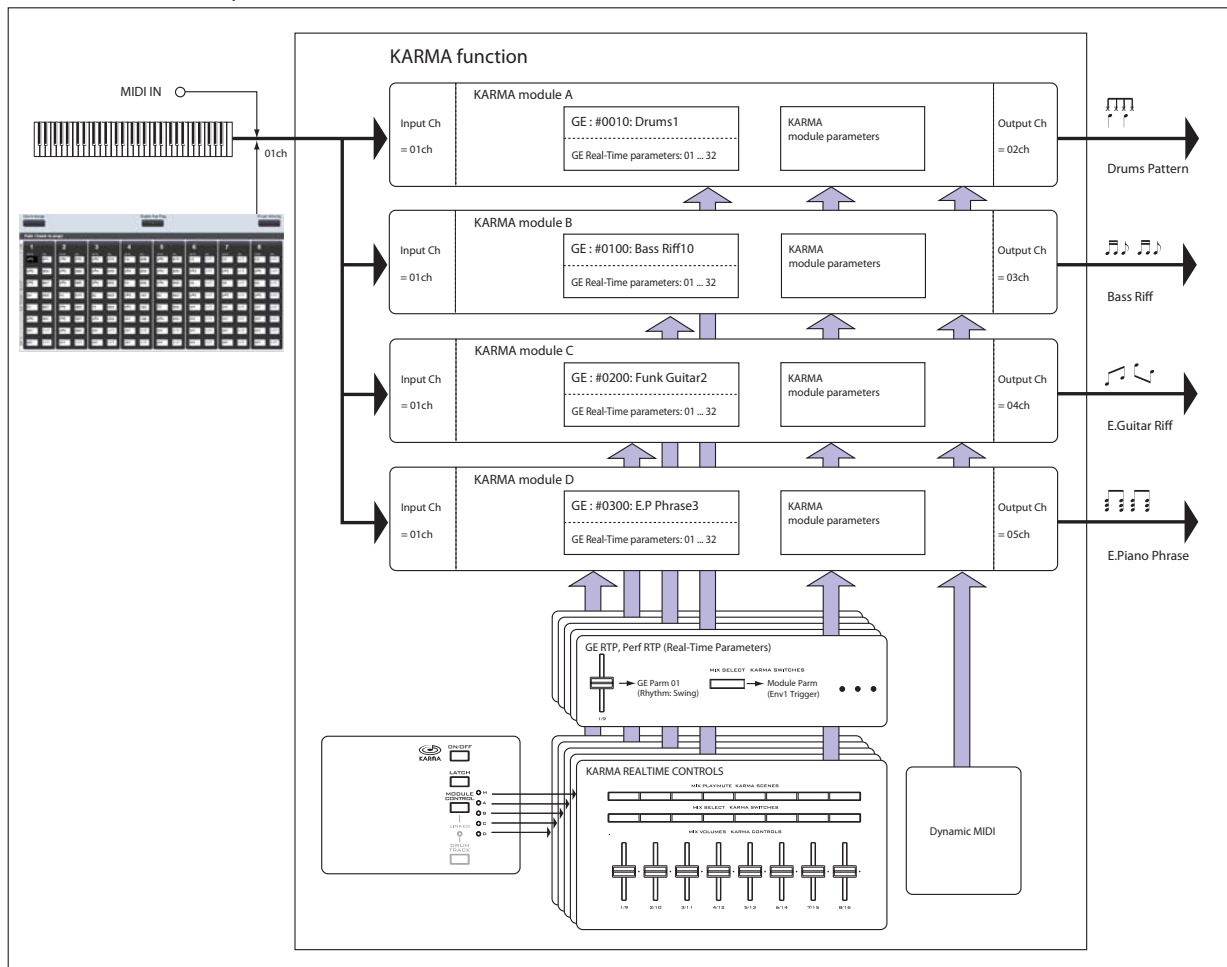 KARMA function
MIDI IN
01ch
KARMA module A
Input Ch
= 01ch
GE : #0010: Drums1
GE Real-Time parameters: 01 ... 32
KARMA
module parameters
Output Ch
= 02ch
Drums Pattern
KARMA module B
Input Ch
= 01ch
GE : #0100: Bass Riff10
GE Real-Time parameters: 01 ... 32
KARMA
module parameters
Output Ch
= 03ch
Bass Riff
KARMA module C
Input Ch
= 01ch
GE : #0200: Funk Guitar2
GE Real-Time parameters: 01 ... 32
KARMA
module parameters
Output Ch
= 04ch
E.Guitar Riff
KARMA module D
Input Ch
= 01ch
GE : #0300: E.P Phrase3
GE Real-Time parameters: 01 ... 32
KARMA
module parameters
Output Ch
= 05ch
E.Piano Phrase
1 2 3 4 5 6 7 8
GE RTP, Perf RTP (Real-Time Parameters)
MIX SELECT KARMA SWITCHES
GE Parm 01
(Rhythm: Swing)
Module Parm
(Env1 Trigger)
1/9
KARMA
ON/OFF
LATCH
MODULE
CONTROL
M
A
B
C
D
LINKED
DRUM
TRACK
KARMA REALTIME CONTROLS
MIX PLAY/MUTE KARMA SCENES
MIX SELECT KARMA SWITCHES
MIX VOLUMES KARMA CONTROLS
1/9 2/10 3/11 4/12 5/13 6/14 7/15 8/16
Dynamic MIDI